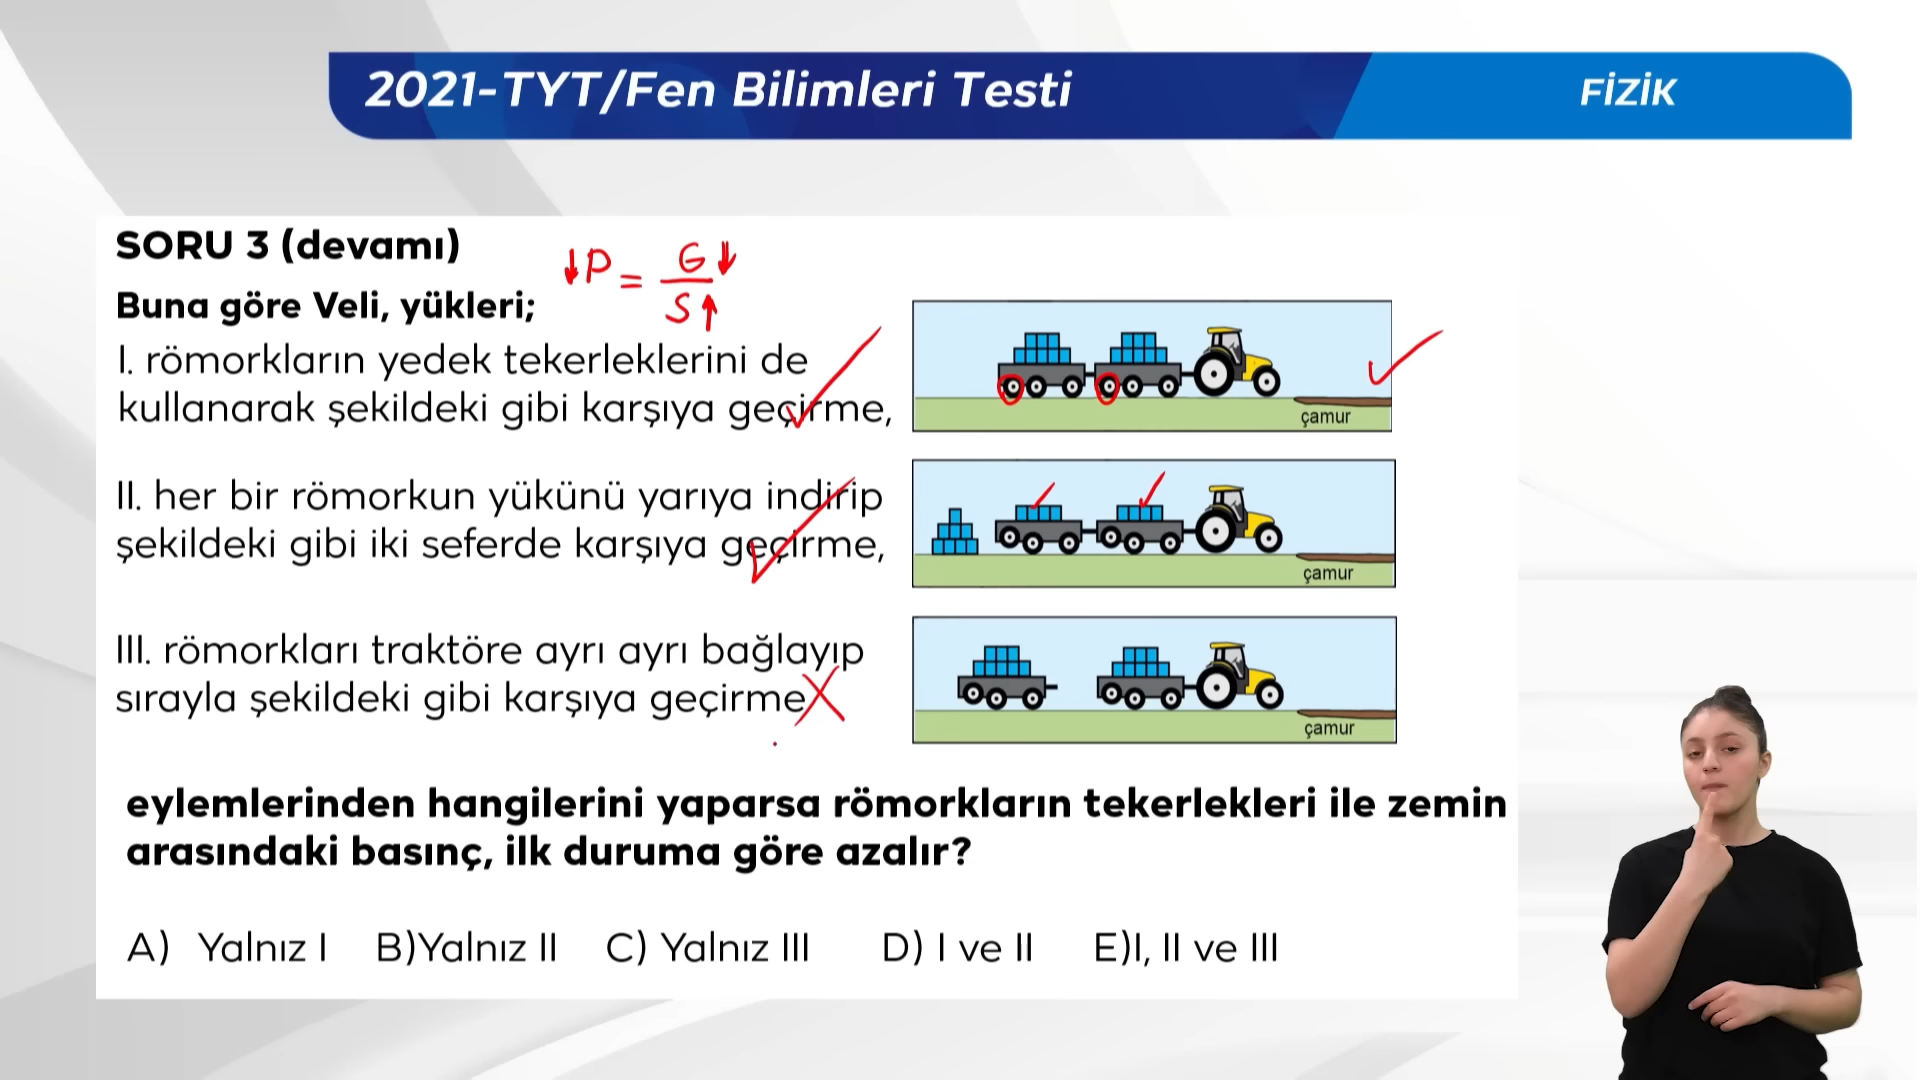 2021-TYT/Fen Bilimleri Testi
FİZİK
SORU 3 (devamı)
↓P = G↓ / S↑
Buna göre Veli, yükleri;
I. römorkların yedek tekerleklerini de
kullanarak şekildeki gibi karşıya geçirme,
çamur
II. her bir römorkun yükünü yarıya indirip
şekildeki gibi iki seferde karşıya geçirme,
çamur
III. römorkları traktöre ayrı ayrı bağlayıp
sırayla şekildeki gibi karşıya geçirme
çamur
eylemlerinden hangilerini yaparsa römorkların tekerlekleri ile zemin
arasındaki basınç, ilk duruma göre azalır?
A) Yalnız I B)Yalnız II C) Yalnız III D) I ve II E)I, II ve III